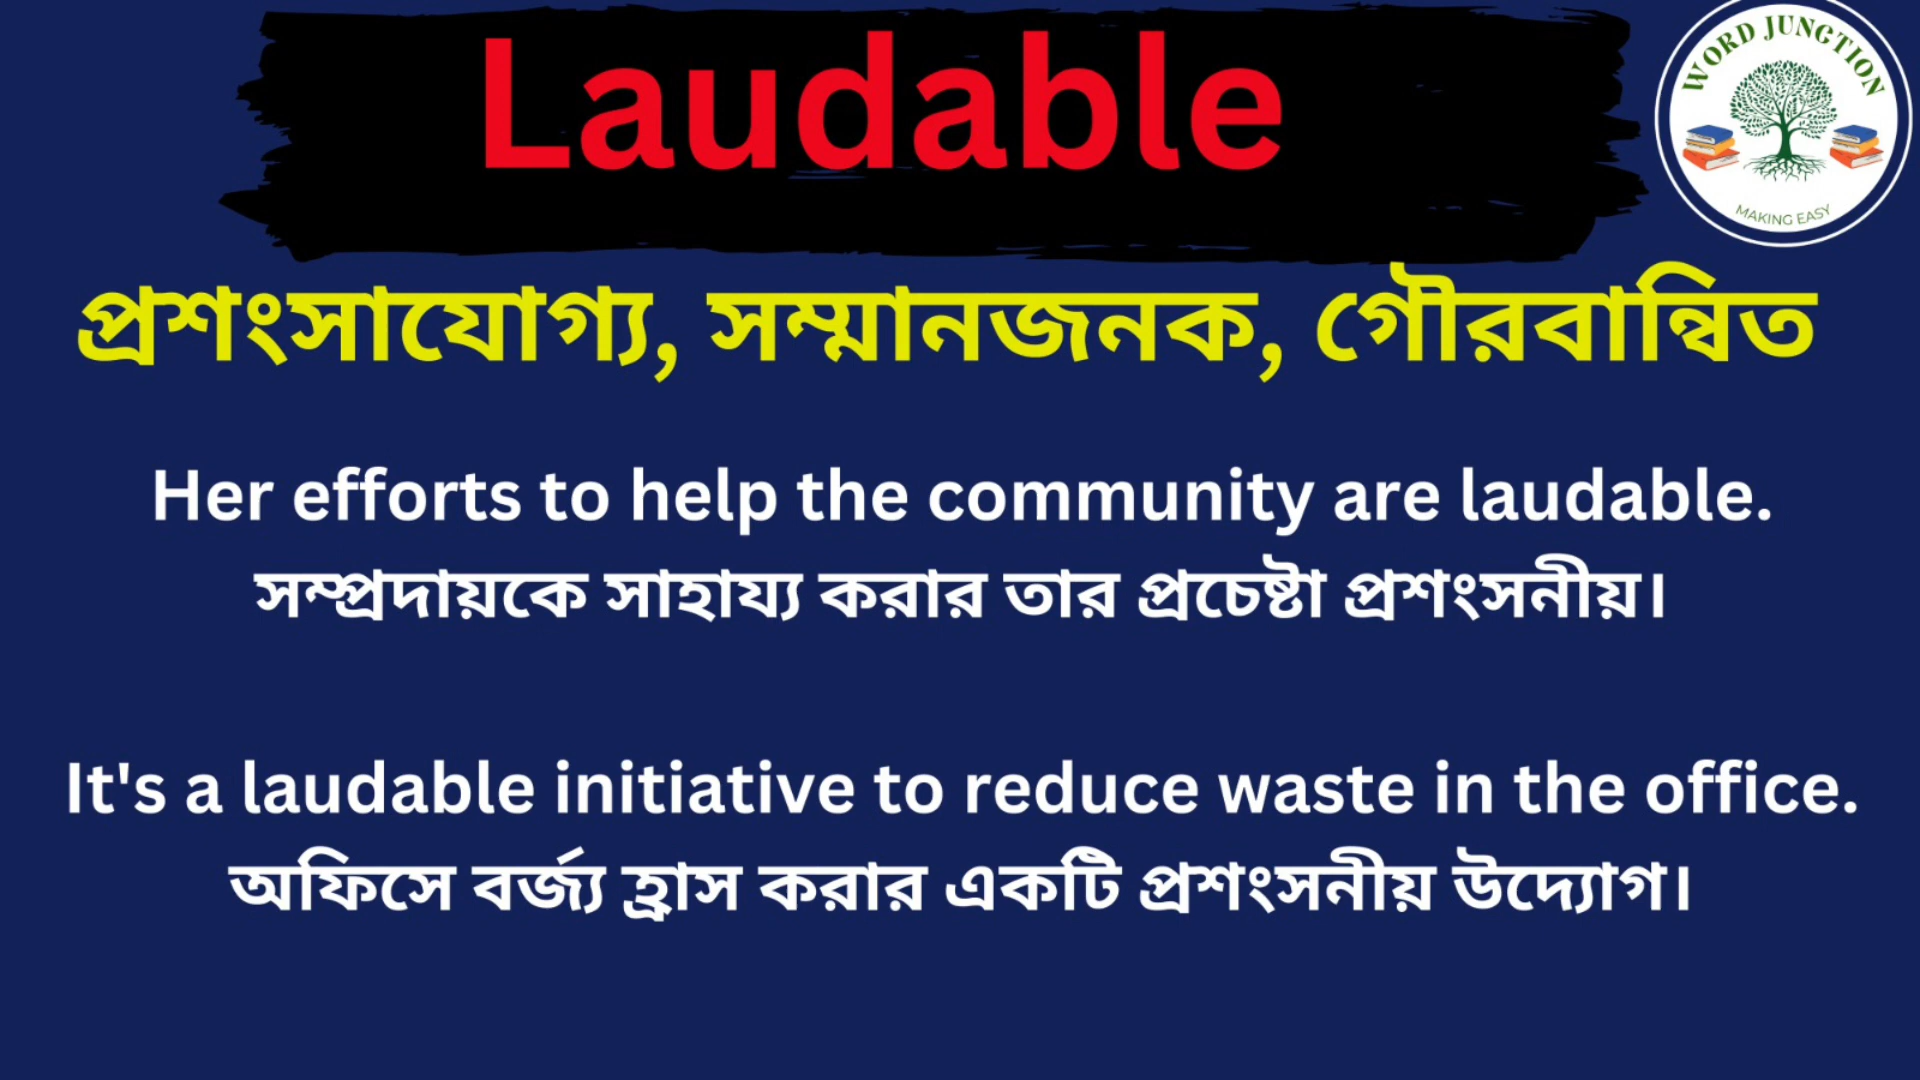 Laudable
WORD JUNCTION
MAKING EASY
প্রশংসাযোগ্য, সম্মানজনক, গৌরবান্বিত
Her efforts to help the community are laudable.
সম্প্রদায়কে সাহায্য করার তার প্রচেষ্টা প্রশংসনীয়।
It's a laudable initiative to reduce waste in the office.
অফিসে বর্জ্য হ্রাস করার একটি প্রশংসনীয় উদ্যোগ।